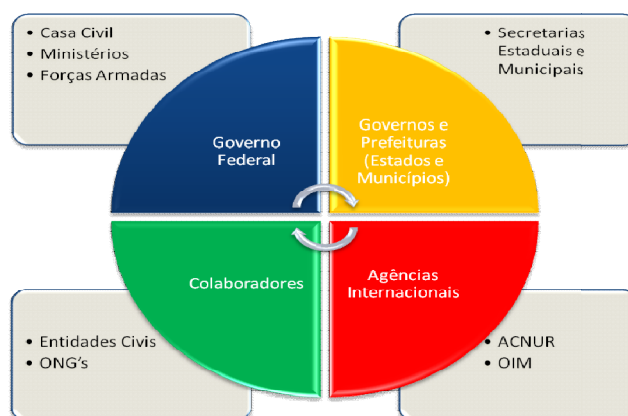 • Casa Civil
• Ministérios
• Forças Armadas
• Secretarias
Estaduais e
Municipais
Governo
Federal
Governos e
Prefeituras
(Estados e
Municípios)
Colaboradores
Agências
Internacionais
• Entidades Civis
• ONG's
• ACNUR
• OIM